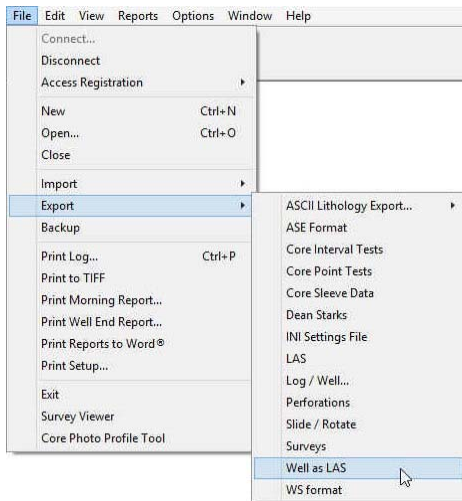 File Edit View Reports Options Window Help
Connect...
Disconnect
Access Registration
New Ctrl+N
Open... Ctrl+O
Close
Import
Export
Backup
Print Log... Ctrl+P
Print to TIFF
Print Morning Report...
Print Well End Report...
Print Reports to Word®
Print Setup...
Exit
Survey Viewer
Core Photo Profile Tool
ASCII Lithology Export...
ASE Format
Core Interval Tests
Core Point Tests
Core Sleeve Data
Dean Starks
INI Settings File
LAS
Log / Well...
Perforations
Slide / Rotate
Surveys
Well as LAS
WS format